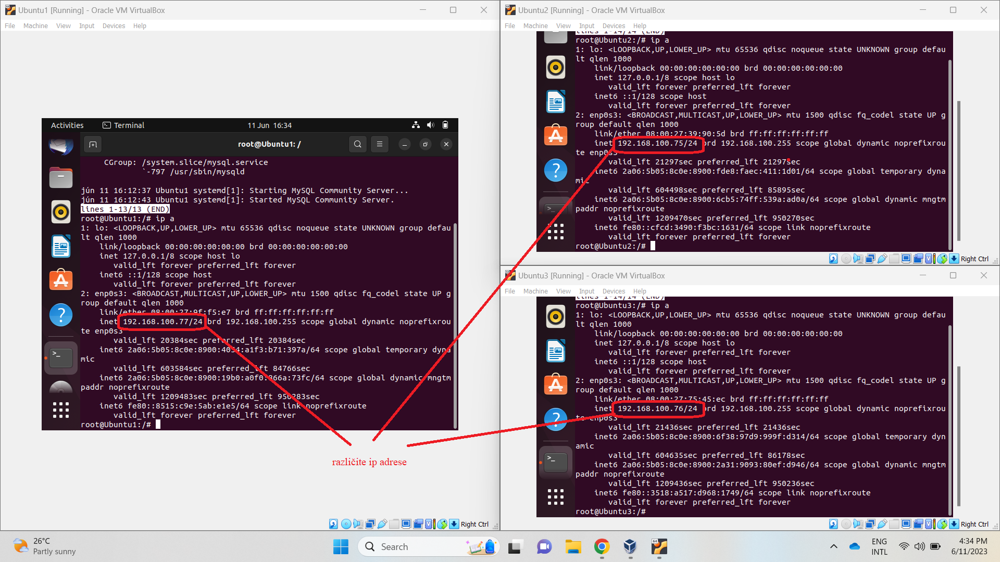 Ubuntu1 [Running] - Oracle VM VirtualBox
File Machine View Input Devices Help
Activities Terminal 11 Jun 16:34
root@Ubuntu1: /
CGroup: /system.slice/mysql.service
`-797 /usr/sbin/mysqld
jún 11 16:12:37 Ubuntu1 systemd[1]: Starting MySQL Community Server...
jún 11 16:12:43 Ubuntu1 systemd[1]: Started MySQL Community Server.
lines 1-13/13 (END)
root@Ubuntu1:/# ip a
1: lo: <LOOPBACK,UP,LOWER_UP> mtu 65536 qdisc noqueue state UNKNOWN group defau
lt qlen 1000
link/loopback 00:00:00:00:00:00 brd 00:00:00:00:00:00
inet 127.0.0.1/8 scope host lo
valid_lft forever preferred_lft forever
inet6 ::1/128 scope host
valid_lft forever preferred_lft forever
2: enp0s3: <BROADCAST,MULTICAST,UP,LOWER_UP> mtu 1500 qdisc fq_codel state UP g
roup default qlen 1000
link/ether 08:00:27:9f:f5:e7 brd ff:ff:ff:ff:ff:ff
inet 192.168.100.77/24 brd 192.168.100.255 scope global dynamic noprefixrou
te enp0s3
valid_lft 20384sec preferred_lft 20384sec
inet6 2a06:5b05:8c0e:8900:4054:a1f3:b71:397a/64 scope global temporary dyna
mic
valid_lft 603584sec preferred_lft 84766sec
inet6 scope global dynamic mngtm
paddr noprefixroute
valid_lft 1209483sec preferred_lft 950283sec
inet6 fe80::8515:c9e:5ab:e1e5/64 scope link noprefixroute
valid_lft forever preferred_lft forever
root@Ubuntu1:/#
različite ip adrese
Right Ctrl
Ubuntu2 [Running] - Oracle VM VirtualBox
File Machine View Input Devices Help
lines 1-14/14 (END)
root@Ubuntu2:/# ip a
1: lo: <LOOPBACK,UP,LOWER_UP> mtu 65536 qdisc noqueue state UNKNOWN group defau
lt qlen 1000
link/loopback 00:00:00:00:00:00 brd 00:00:00:00:00:00
inet 127.0.0.1/8 scope host lo
valid_lft forever preferred_lft forever
inet6 ::1/128 scope host
valid_lft forever preferred_lft forever
2: enp0s3: <BROADCAST,MULTICAST,UP,LOWER_UP> mtu 1500 qdisc fq_codel state UP g
roup default qlen 1000
link/ether 08:00:27:39:90:5d brd ff:ff:ff:ff:ff:ff
inet 192.168.100.75/24 brd 192.168.100.255 scope global dynamic noprefixrou
te enp0s3
valid_lft 21297sec preferred_lft 21297sec
inet6 2a06:5b05:8c0e:8900:fde8:faec:411:1d01/64 scope global temporary dyna
mic
valid_lft 604498sec preferred_lft 85895sec
inet6 2a06:5b05:8c0e:8900:6cb5:74ff:539a:ad0a/64 scope global dynamic mngtm
paddr noprefixroute
valid_lft 1209470sec preferred_lft 950270sec
inet6 fe80::cfcd:3490:f3bc:1631/64 scope link noprefixroute
valid_lft forever preferred_lft forever
root@Ubuntu2:/#
Right Ctrl
Ubuntu3 [Running] - Oracle VM VirtualBox
File Machine View Input Devices Help
lines 1-14/14 (END)
root@Ubuntu3:/# ip a
1: lo: <LOOPBACK,UP,LOWER_UP> mtu 65536 qdisc noqueue state UNKNOWN group defau
lt qlen 1000
link/loopback 00:00:00:00:00:00 brd 00:00:00:00:00:00
inet 127.0.0.1/8 scope host lo
valid_lft forever preferred_lft forever
inet6 ::1/128 scope host
valid_lft forever preferred_lft forever
2: enp0s3: <BROADCAST,MULTICAST,UP,LOWER_UP> mtu 1500 qdisc fq_codel state UP g
roup default qlen 1000
link/ether 08:00:27:75:45:ec brd ff:ff:ff:ff:ff:ff
inet 192.168.100.76/24 brd 192.168.100.255 scope global dynamic noprefixrou
te enp0s3
valid_lft 21436sec preferred_lft 21436sec
inet6 2a06:5b05:8c0e:8900:6f38:97d9:999f:d314/64 scope global temporary dyn
amic
valid_lft 604635sec preferred_lft 86178sec
inet6 2a06:5b05:8c0e:8900:2a31:9093:80ef:d946/64 scope global dynamic mngtm
paddr noprefixroute
valid_lft 1209436sec preferred_lft 950236sec
inet6 fe80::3518:a517:d968:1749/64 scope link noprefixroute
valid_lft forever preferred_lft forever
root@Ubuntu3:/#
Right Ctrl
26°C
Partly sunny
Search
ENG
INTL
4:34 PM
6/11/2023